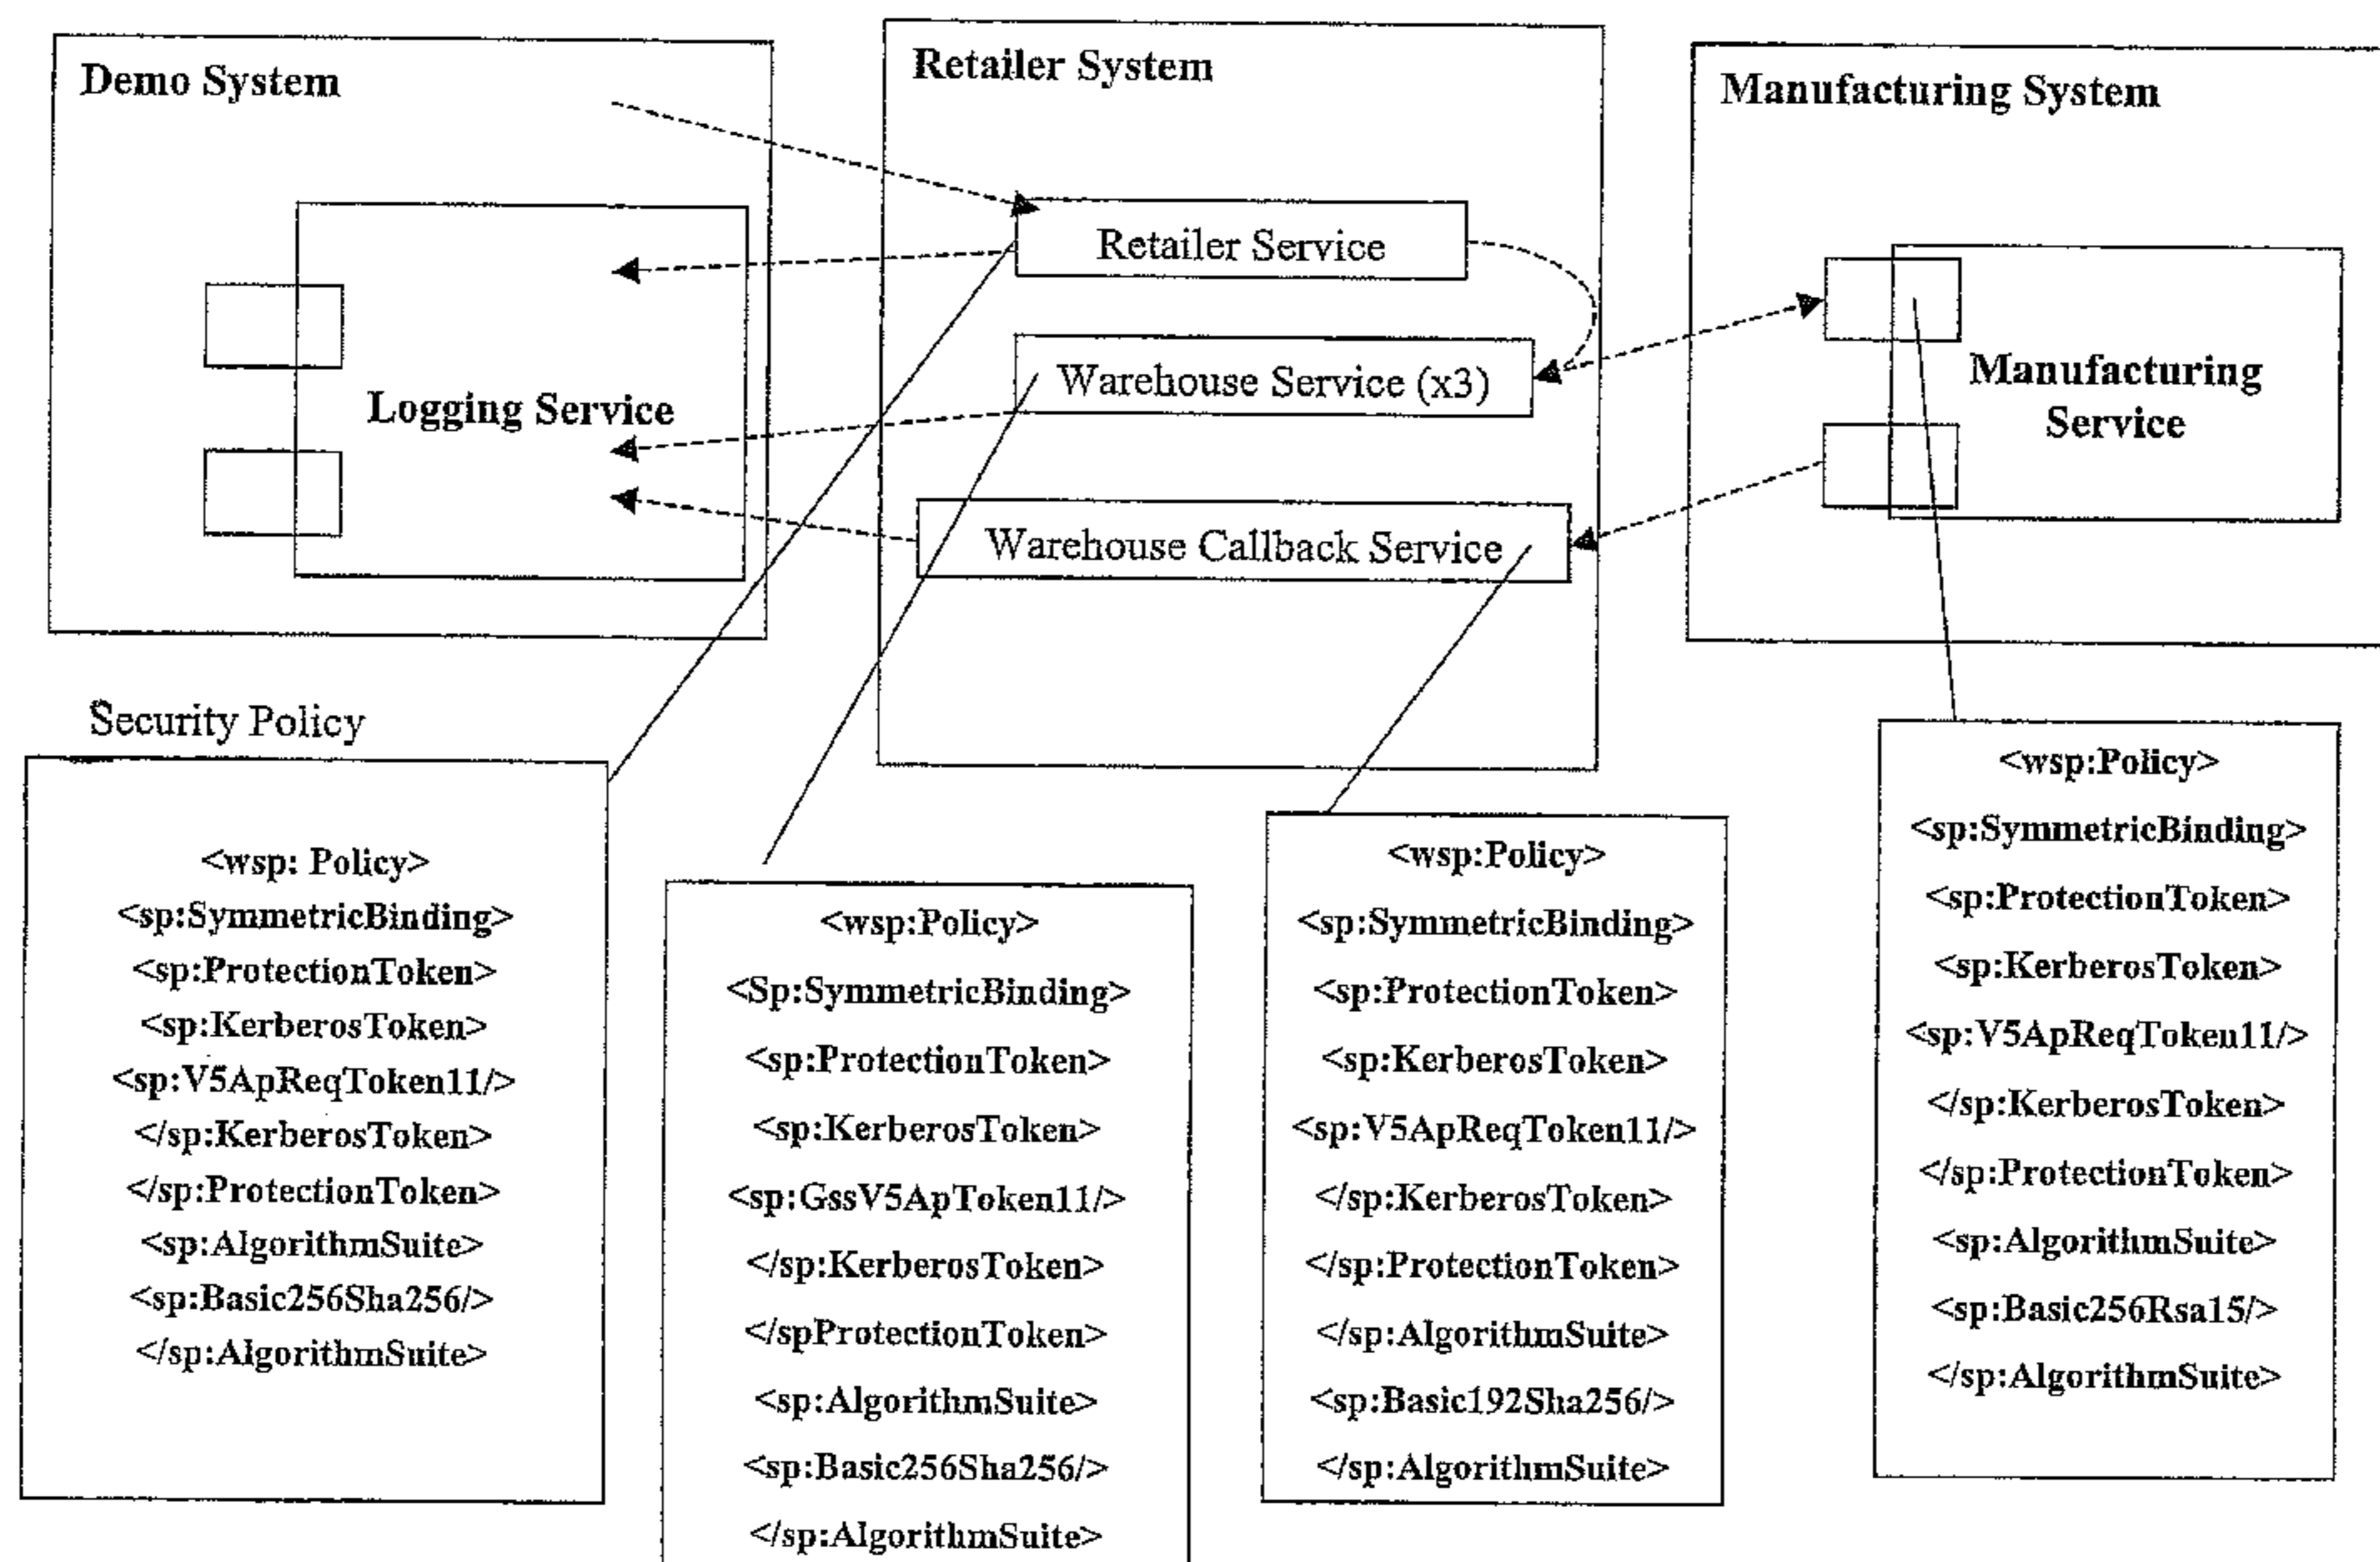 Demo System
Logging Service
Retailer System
Retailer Service
Warehouse Service (x3)
Warehouse Callback Service
Manufacturing System
Manufacturing
Service
Security Policy
<wsp: Policy>
<sp:SymmetricBinding>
<sp:ProtectionToken>
<sp:KerberosToken>
<sp:V5ApReqToken11/>
</sp:KerberosToken>
</sp:ProtectionToken>
<sp:AlgorithmSuite>
<sp:Basic256Sha256/>
</sp:AlgorithmSuite>
<wsp:Policy>
<Sp:SymmetricBinding>
<sp:ProtectionToken>
<sp:KerberosToken>
<sp:GssV5ApToken11/>
</sp:KerberosToken>
</spProtectionToken>
<sp:AlgorithmSuite>
<sp:Basic256Sha256/>
</sp:AlgorithmSuite>
<wsp:Policy>
<sp:SymmetricBinding>
<sp:ProtectionToken>
<sp:KerberosToken>
<sp:V5ApReqToken11/>
</sp:KerberosToken>
</sp:ProtectionToken>
</sp:AlgorithmSuite>
<sp:Basic192Sha256/>
</sp:AlgorithmSuite>
<wsp:Policy>
<sp:SymmetricBinding>
<sp:ProtectionToken>
<sp:KerberosToken>
<sp:V5ApReqToken11/>
</sp:KerberosToken>
</sp:ProtectionToken>
<sp:AlgorithmSuite>
<sp:Basic256Rsa15/>
</sp:AlgorithmSuite>